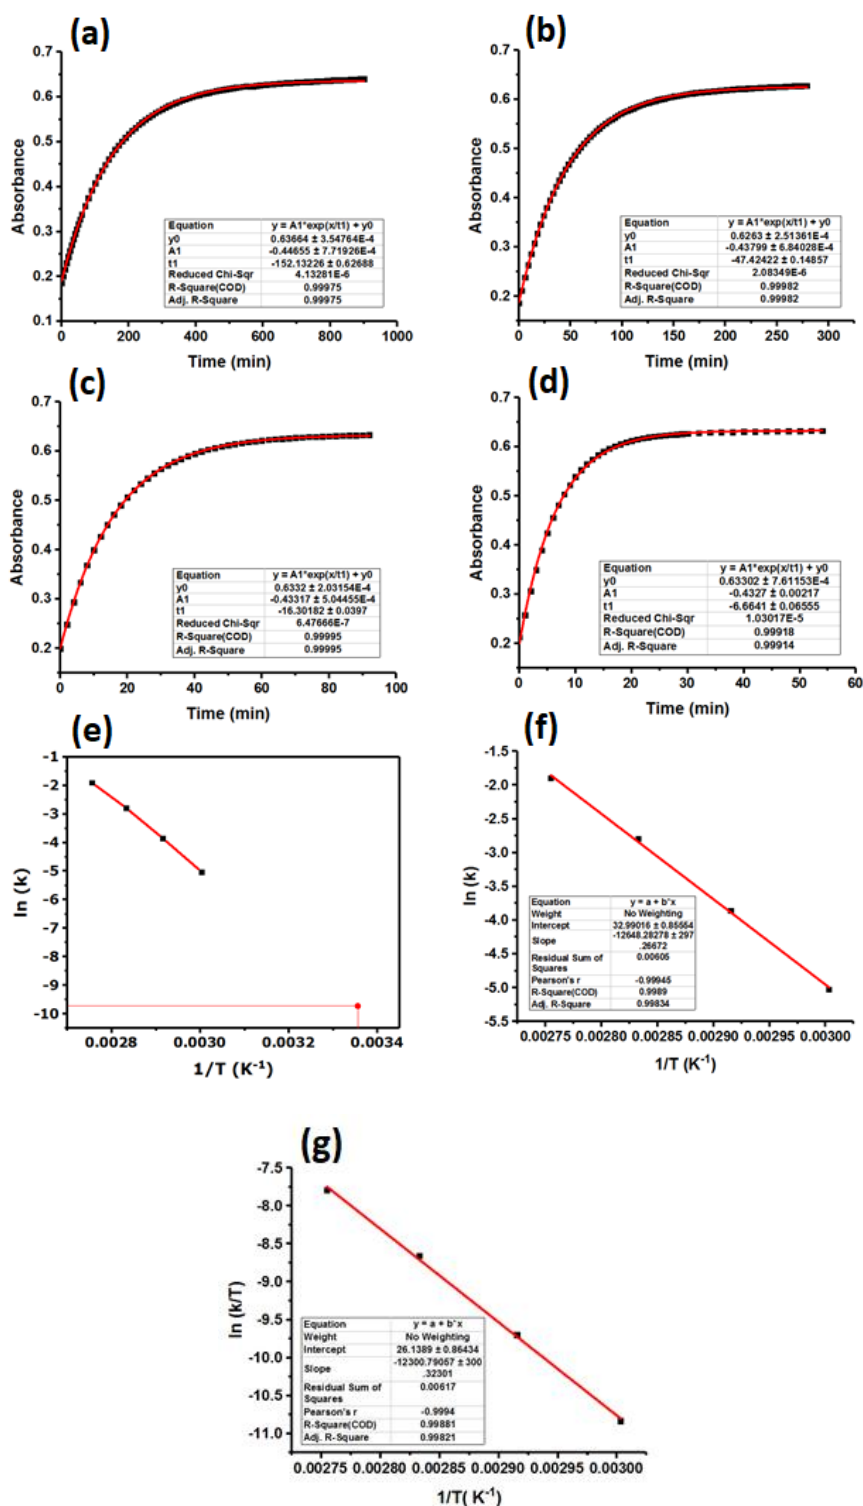 (a)
0.7
0.6
0.5
0.4
0.3
0.2
0.1
Absorbance
Equation y = A1*exp(x/t1) + y0
y0 0.63664 ± 3.54764E-4
A1 -0.44655 ± 7.71926E-4
t1 -152.13226 ± 0.62688
Reduced Chi-Sqr 4.13281E-6
R-Square(COD) 0.99975
Adj. R-Square 0.99975
0 200 400 600 800 1000
Time (min)
(b)
0.7
0.6
0.5
0.4
0.3
0.2
Absorbance
Equation y = A1*exp(x/t1) + y0
y0 0.6263 ± 2.51361E-4
A1 -0.43799 ± 6.84028E-4
t1 -47.42422 ± 0.14857
Reduced Chi-Sqr 2.08349E-6
R-Square(COD) 0.99982
Adj. R-Square 0.99982
0 50 100 150 200 250 300
Time (min)
(c)
0.7
0.6
0.5
0.4
0.3
0.2
Absorbance
Equation y = A1*exp(x/t1) + y0
y0 0.6332 ± 2.03154E-4
A1 -0.43317 ± 5.04455E-4
t1 -16.30182 ± 0.0397
Reduced Chi-Sqr 6.47666E-7
R-Square(COD) 0.99995
Adj. R-Square 0.99995
0 20 40 60 80 100
Time (min)
(d)
0.7
0.6
0.5
0.4
0.3
0.2
Absorbance
Equation y = A1*exp(x/t1) + y0
y0 0.63302 ± 7.61153E-4
A1 -0.4327 ± 0.00217
t1 -6.6641 ± 0.06555
Reduced Chi-Sqr 1.03017E-5
R-Square(COD) 0.99918
Adj. R-Square 0.99914
0 10 20 30 40 50 60
Time (min)
(e)
-1
-2
-3
-4
-5
-6
-7
-8
-9
-10
ln (k)
0.0028 0.0030 0.0032 0.0034
1/T (K⁻¹)
(f)
-1.5
-2.0
-2.5
-3.0
-3.5
-4.0
-4.5
-5.0
-5.5
ln (k)
Equation y = a + b*x
Weight No Weighting
Intercept 32.99016 ± 0.85554
Slope -12648.28278 ± 297
.26672
Residual Sum of 0.00605
Squares
Pearson's r -0.99945
R-Square(COD) 0.9989
Adj. R-Square 0.99834
0.00275 0.00280 0.00285 0.00290 0.00295 0.00300
1/T (K⁻¹)
(g)
-7.5
-8.0
-8.5
-9.0
-9.5
-10.0
-10.5
-11.0
ln (k/T)
Equation y = a + b*x
Weight No Weighting
Intercept 26.1389 ± 0.86434
Slope -12300.79057 ± 300
.32301
Residual Sum of 0.00617
Squares
Pearson's r -0.9994
R-Square(COD) 0.99881
Adj. R-Square 0.99821
0.00275 0.00280 0.00285 0.00290 0.00295 0.00300
1/T( K⁻¹)